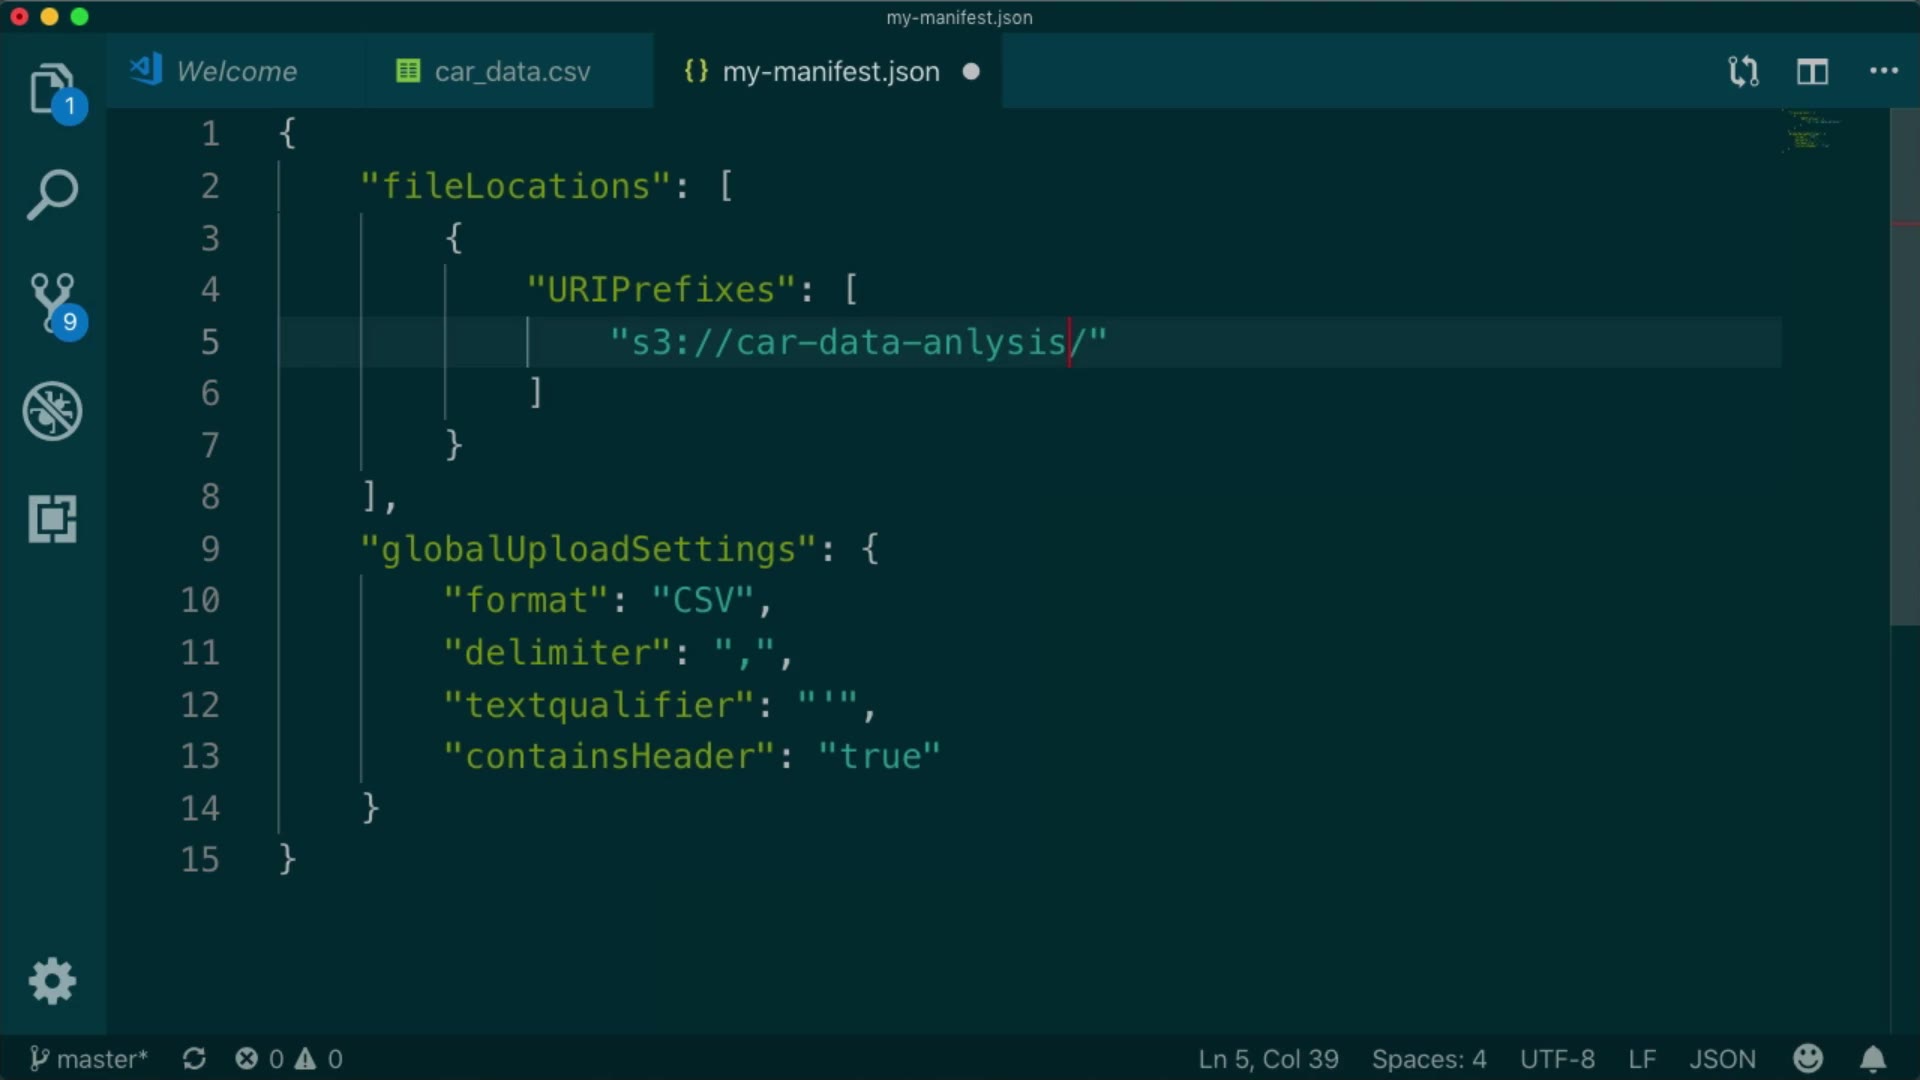 my-manifest.json
Welcome
car_data.csv
{} my-manifest.json
1
9
1 {
2 "fileLocations": [
3 {
4 "URIPrefixes": [
5 "s3://car-data-anlysis/"
6 ]
7 }
8 ],
9 "globalUploadSettings": {
10 "format": "CSV",
11 "delimiter": ",",
12 "textqualifier": "'",
13 "containsHeader": "true"
14 }
15 }
master* 0 0 Ln 5, Col 39 Spaces: 4 UTF-8 LF JSON